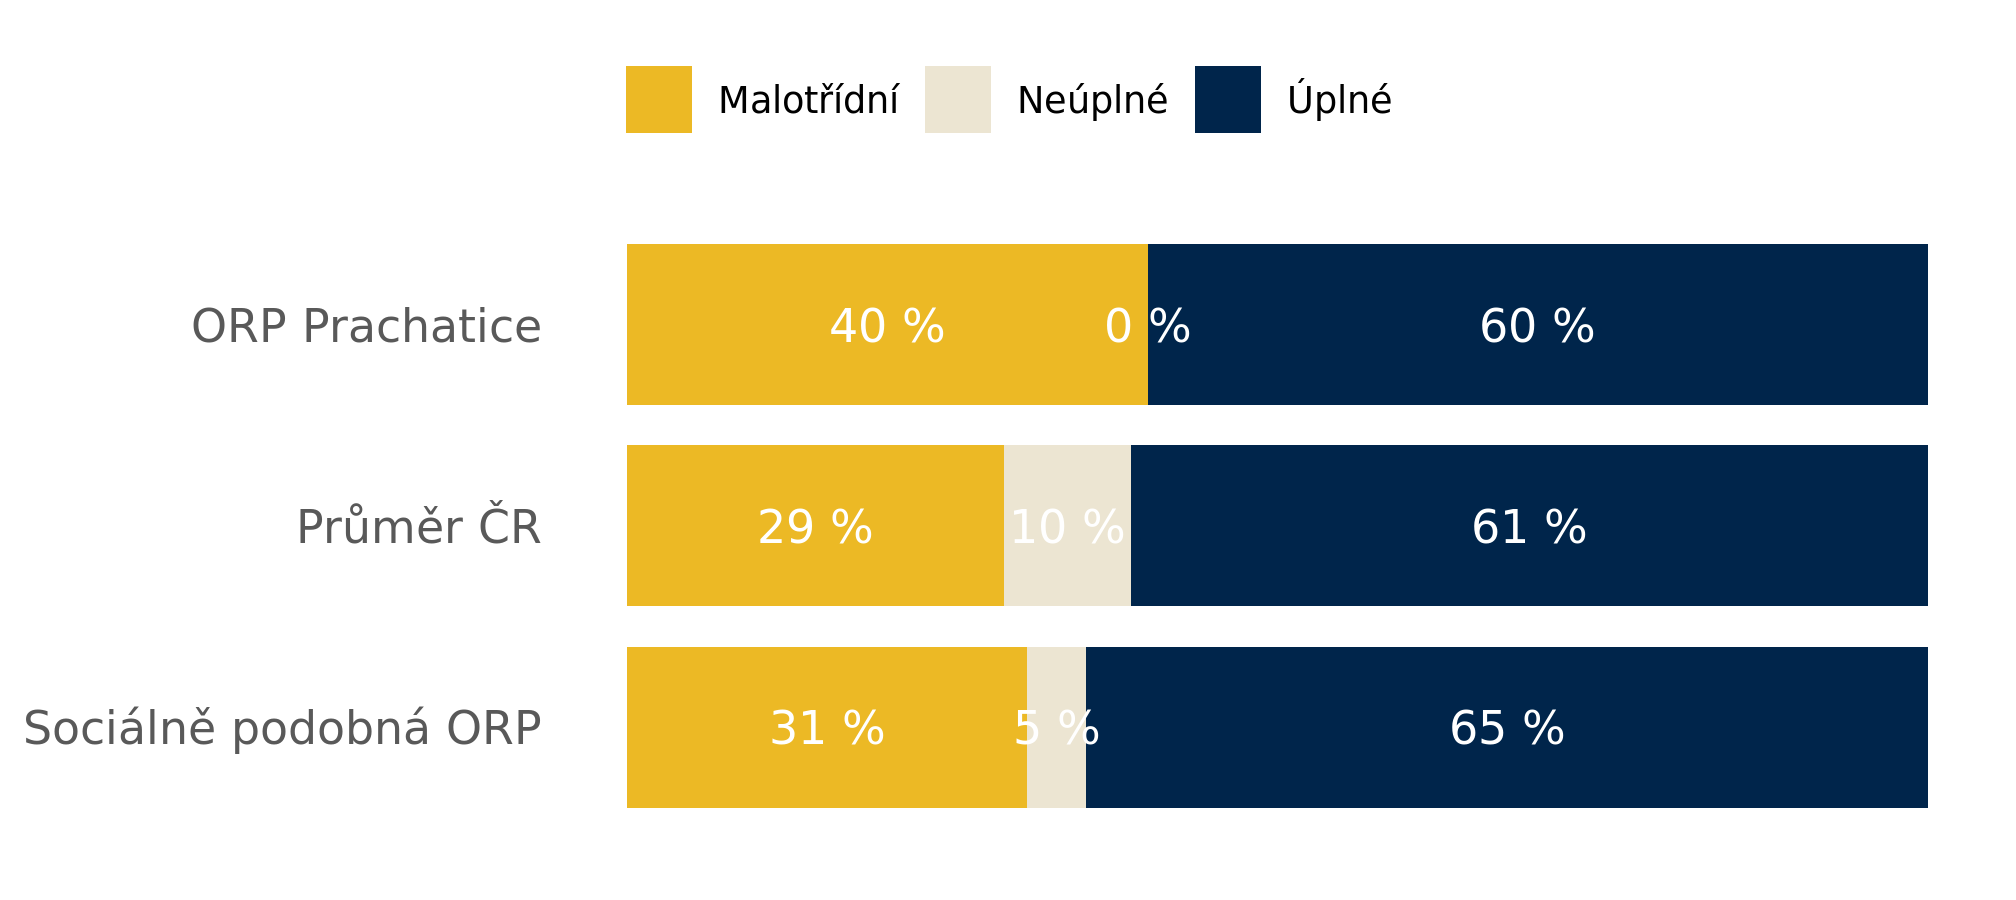 Malotřídní Neúplné Úplné
ORP Prachatice 40 % 0 % 60 %
Průměr ČR 29 % 10 % 61 %
Sociálně podobná ORP 31 % 5 % 65 %